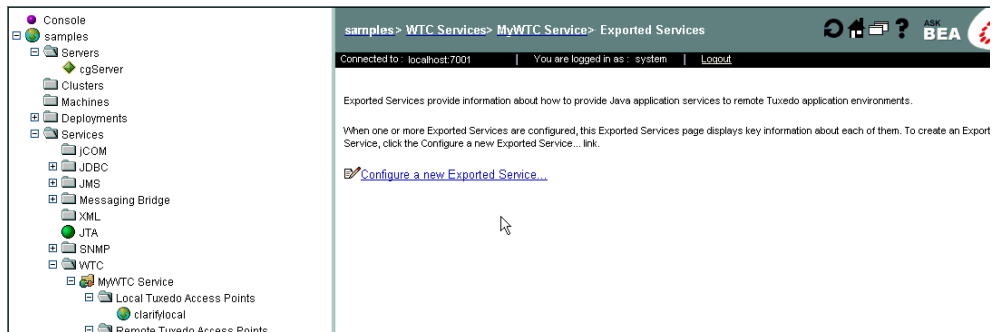 Console
samples
Servers
cgServer
Clusters
Machines
Deployments
Services
jCOM
JDBC
JMS
Messaging Bridge
XML
JTA
SNMP
WTC
MyWTC Service
Local Tuxedo Access Points
clarifylocal
Remote Tuxedo Access Points
samples> WTC Services> MyWTC Service> Exported Services
? ASK BEA
Connected to : localhost:7001 | You are logged in as : system | Logout
Exported Services provide information about how to provide Java application services to remote Tuxedo application environments.
When one or more Exported Services are configured, this Exported Services page displays key information about each of them. To create an Export
Service, click the Configure a new Exported Service... link.
Configure a new Exported Service...